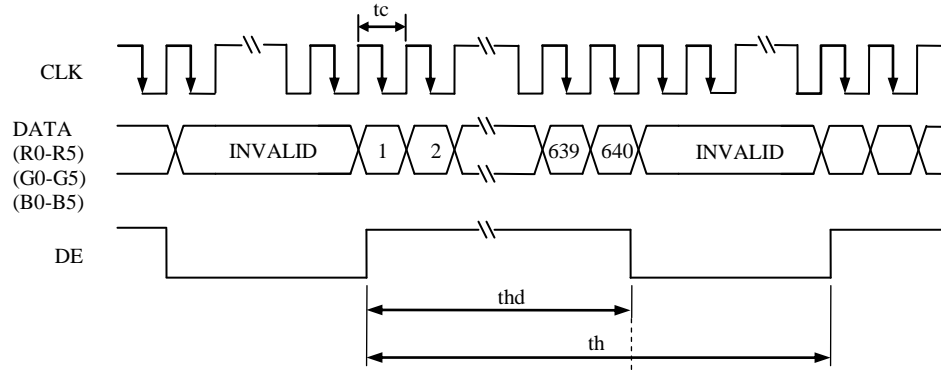 tc
CLK
DATA
(R0-R5)
(G0-G5)
(B0-B5)
INVALID 1 2 639 640 INVALID
DE
thd
th